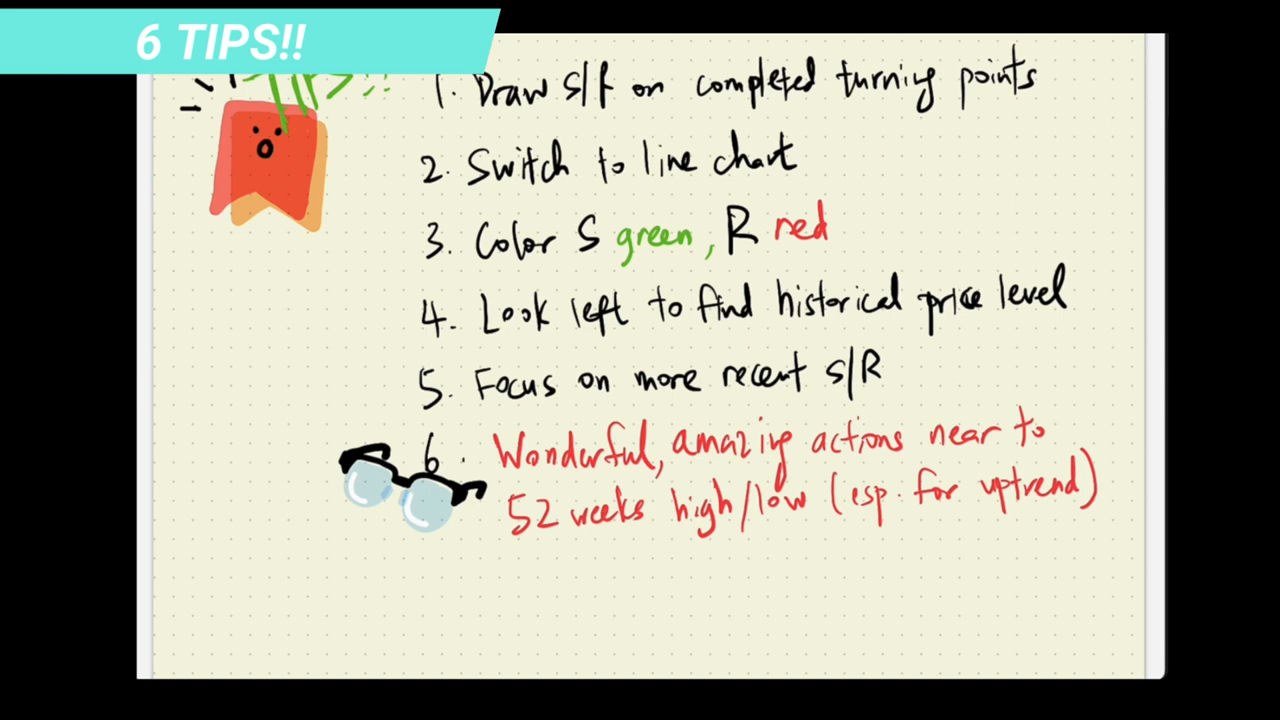 6 TIPS!!
TIPS!!
1. Draw S/R on completed turning points
2. Switch to line chart
3. Color S green, R red
4. Look left to find historical price level
5. Focus on more recent S/R
6. Wonderful, amazing actions near to
52 weeks high/low (esp. for uptrend)